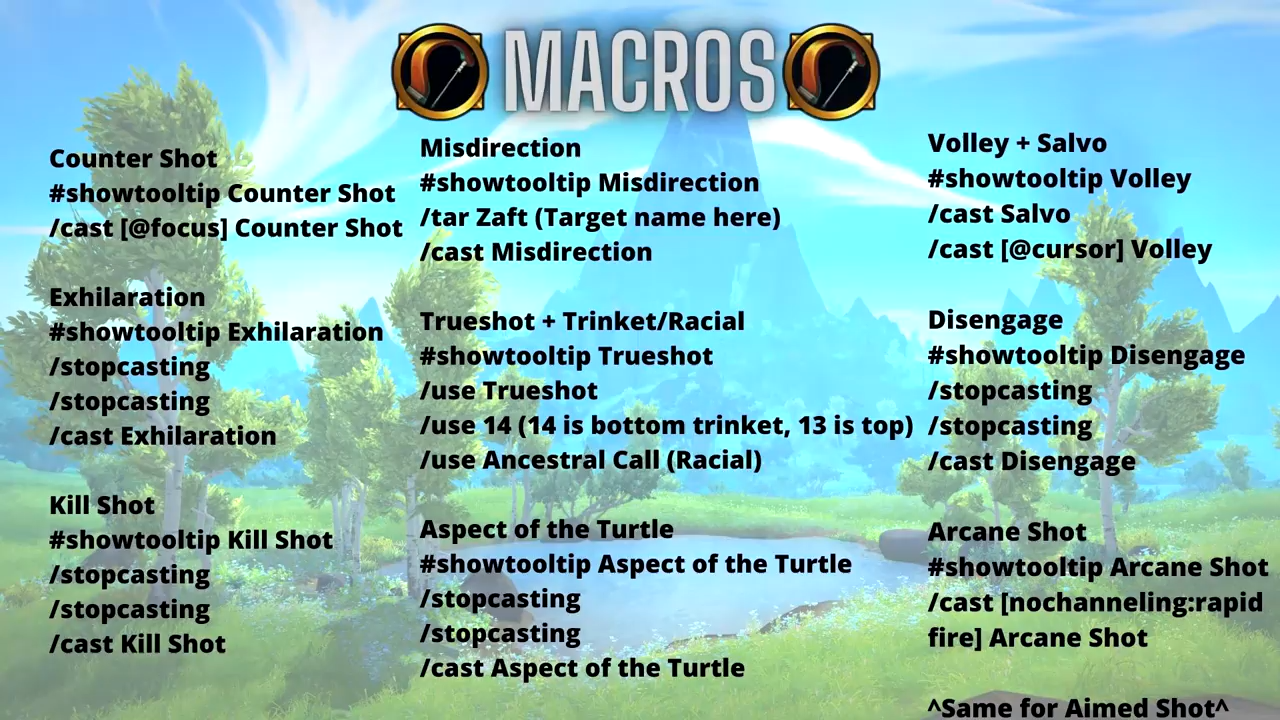 MACROS
Counter Shot
#showtooltip Counter Shot
/cast [@focus] Counter Shot
Exhilaration
#showtooltip Exhilaration
/stopcasting
/stopcasting
/cast Exhilaration
Kill Shot
#showtooltip Kill Shot
/stopcasting
/stopcasting
/cast Kill Shot
Misdirection
#showtooltip Misdirection
/tar Zaft (Target name here)
/cast Misdirection
Trueshot + Trinket/Racial
#showtooltip Trueshot
/use Trueshot
/use 14 (14 is bottom trinket, 13 is top)
/use Ancestral Call (Racial)
Aspect of the Turtle
#showtooltip Aspect of the Turtle
/stopcasting
/stopcasting
/cast Aspect of the Turtle
Volley + Salvo
#showtooltip Volley
/cast Salvo
/cast [@cursor] Volley
Disengage
#showtooltip Disengage
/stopcasting
/stopcasting
/cast Disengage
Arcane Shot
#showtooltip Arcane Shot
/cast [nochanneling:rapid
fire] Arcane Shot
^Same for Aimed Shot^